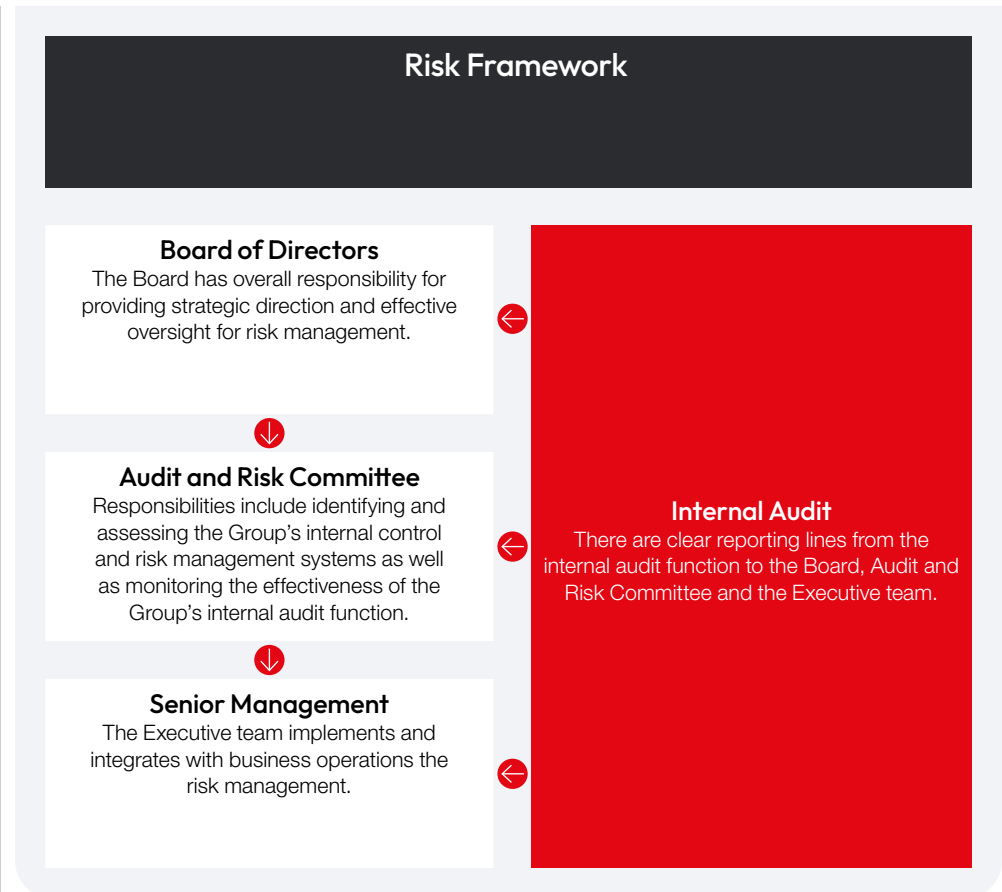 Risk Framework
Board of Directors
The Board has overall responsibility for
providing strategic direction and effective
oversight for risk management.
Audit and Risk Committee
Responsibilities include identifying and
assessing the Group’s internal control
and risk management systems as well
as monitoring the effectiveness of the
Group’s internal audit function.
Senior Management
The Executive team implements and
integrates with business operations the
risk management.
Internal Audit
There are clear reporting lines from the
internal audit function to the Board, Audit and
Risk Committee and the Executive team.